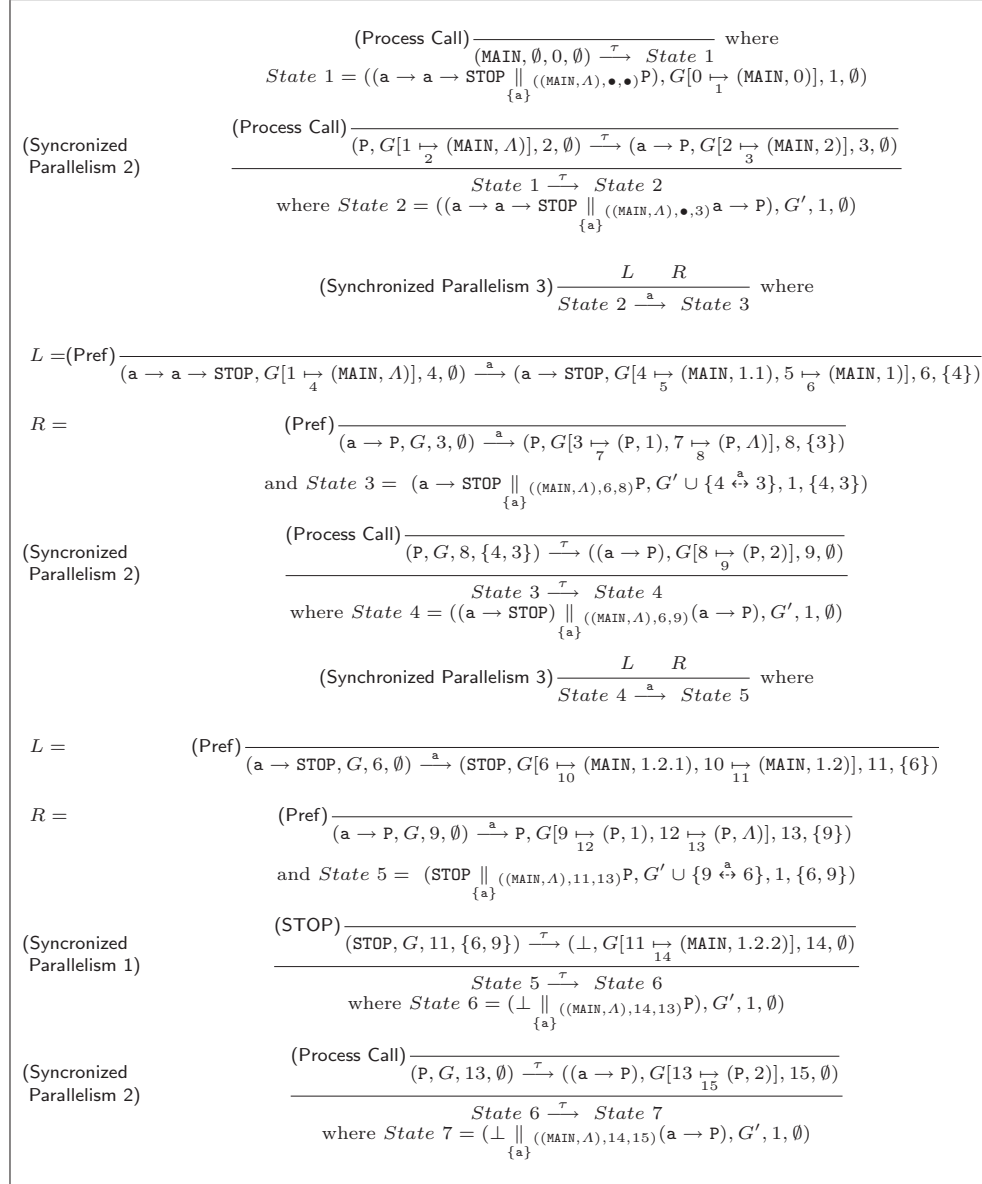 (Process Call) ───────── where
(MAIN, ∅, 0, ∅) —τ→ State 1
State 1 = ((a → a → STOP ∥{a} ((MAIN,Λ),•,•) P), G[0 ↦1 (MAIN, 0)], 1, ∅)
(Process Call)
(Syncronized Parallelism 2) (P, G[1 ↦2 (MAIN, Λ)], 2, ∅) —τ→ (a → P, G[2 ↦3 (MAIN, 2)], 3, ∅)
State 1 —τ→ State 2
where State 2 = ((a → a → STOP ∥{a} ((MAIN,Λ),•,3) a → P), G′, 1, ∅)
(Synchronized Parallelism 3) L R where
State 2 —a→ State 3
L = (Pref)
(a → a → STOP, G[1 ↦4 (MAIN, Λ)], 4, ∅) —a→ (a → STOP, G[4 ↦5 (MAIN, 1.1), 5 ↦6 (MAIN, 1)], 6, {4})
R = (Pref)
(a → P, G, 3, ∅) —a→ (P, G[3 ↦7 (P, 1), 7 ↦8 (P, Λ)], 8, {3})
and State 3 = (a → STOP ∥{a} ((MAIN,Λ),6,8) P, G′ ∪ {4 ↔a 3}, 1, {4, 3})
(Process Call)
(Syncronized Parallelism 2) (P, G, 8, {4, 3}) —τ→ ((a → P), G[8 ↦9 (P, 2)], 9, ∅)
State 3 —τ→ State 4
where State 4 = ((a → STOP) ∥{a} ((MAIN,Λ),6,9) (a → P), G′, 1, ∅)
(Synchronized Parallelism 3) L R where
State 4 —a→ State 5
L = (Pref)
(a → STOP, G, 6, ∅) —a→ (STOP, G[6 ↦10 (MAIN, 1.2.1), 10 ↦11 (MAIN, 1.2)], 11, {6})
R = (Pref)
(a → P, G, 9, ∅) —a→ P, G[9 ↦12 (P, 1), 12 ↦13 (P, Λ)], 13, {9})
and State 5 = (STOP ∥{a} ((MAIN,Λ),11,13) P, G′ ∪ {9 ↔a 6}, 1, {6, 9})
(STOP)
(Syncronized Parallelism 1) (STOP, G, 11, {6, 9}) —τ→ (⊥, G[11 ↦14 (MAIN, 1.2.2)], 14, ∅)
State 5 —τ→ State 6
where State 6 = (⊥ ∥{a} ((MAIN,Λ),14,13) P), G′, 1, ∅)
(Process Call)
(Syncronized Parallelism 2) (P, G, 13, ∅) —τ→ ((a → P), G[13 ↦15 (P, 2)], 15, ∅)
State 6 —τ→ State 7
where State 7 = (⊥ ∥{a} ((MAIN,Λ),14,15) (a → P), G′, 1, ∅)